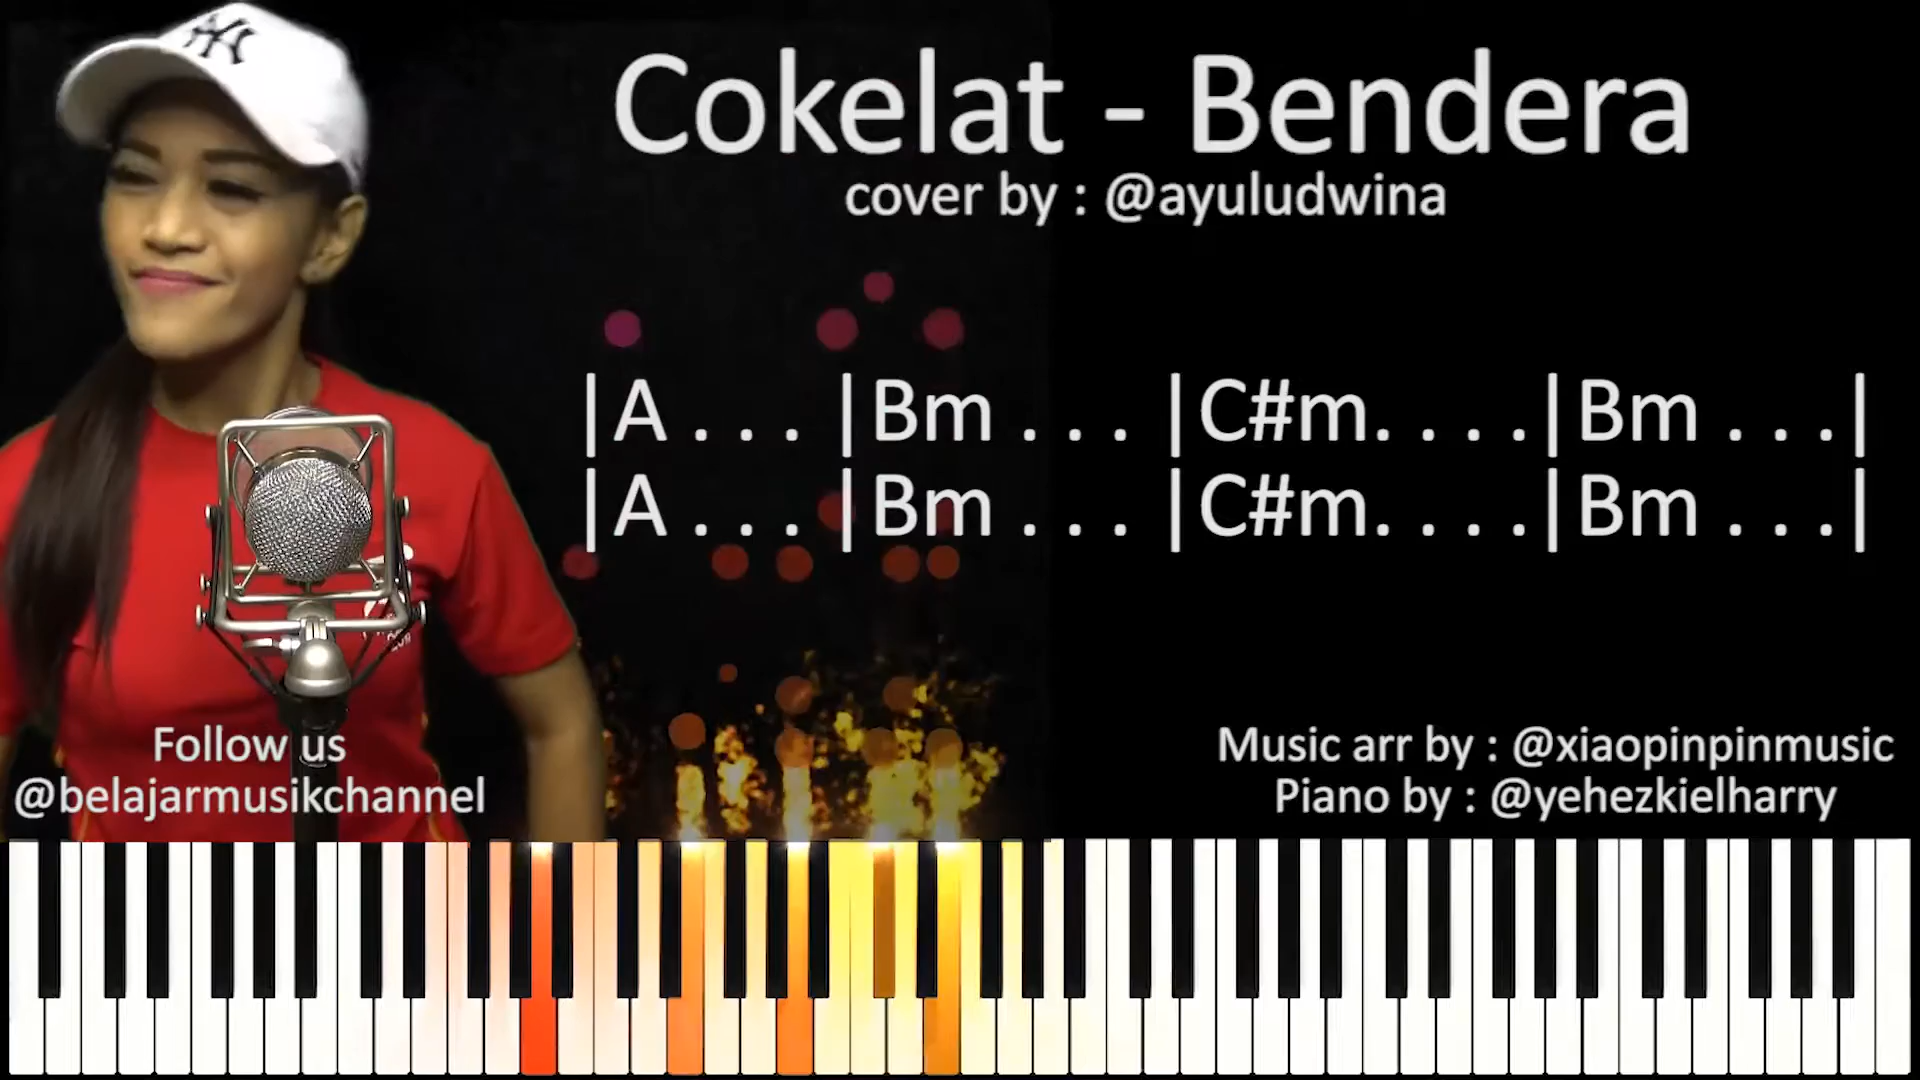 NY
Cokelat - Bendera
cover by : @ayuludwina
|A . . . |Bm . . . |C#m. . . .|Bm . . .|
|A . . . |Bm . . . |C#m. . . .|Bm . . .|
Follow us
@belajarmusikchannel
Music arr by : @xiaopinpinmusic
Piano by : @yehezkielharry